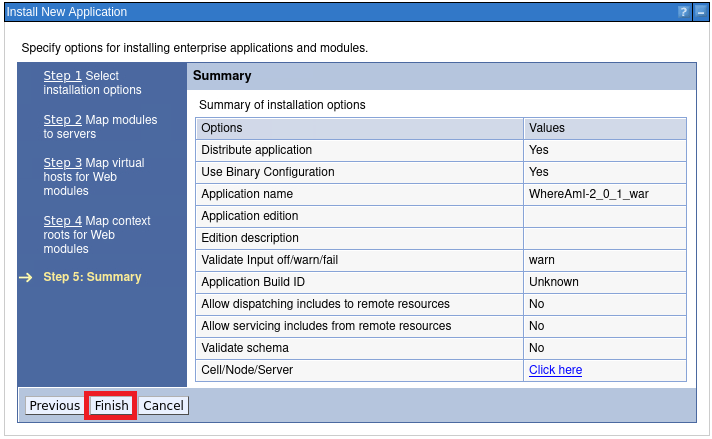 Install New Application
? –
Specify options for installing enterprise applications and modules.
Step 1 Select
installation options
Step 2 Map modules
to servers
Step 3 Map virtual
hosts for Web
modules
Step 4 Map context
roots for Web
modules
→ Step 5: Summary
Summary
Summary of installation options
Options Values
Distribute application Yes
Use Binary Configuration Yes
Application name WhereAmI-2_0_1_war
Application edition
Edition description
Validate Input off/warn/fail warn
Application Build ID Unknown
Allow dispatching includes to remote resources No
Allow servicing includes from remote resources No
Validate schema No
Cell/Node/Server Click here
Previous Finish Cancel